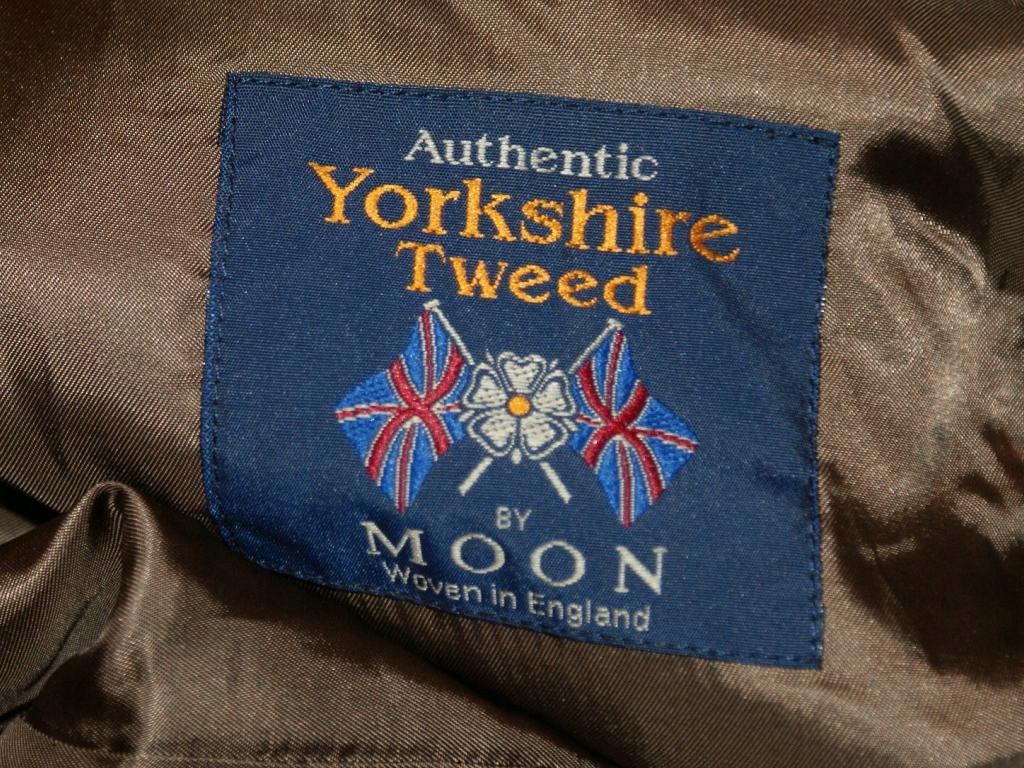 Authentic
Yorkshire
Tweed
BY
MOON
Woven in England